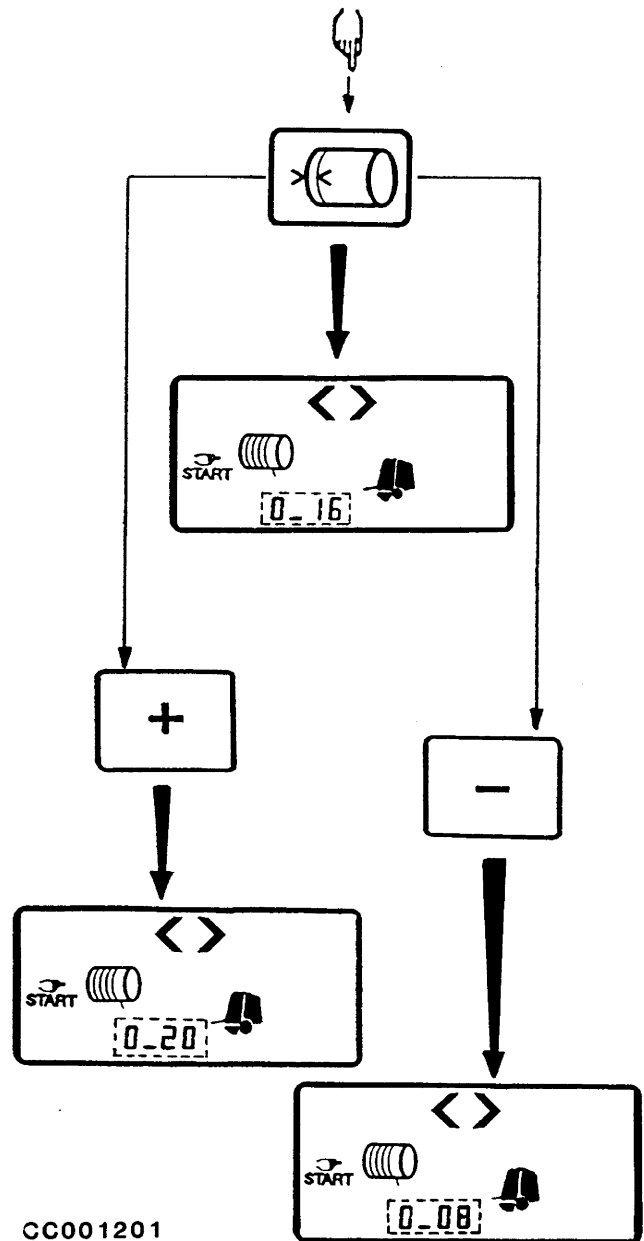 > <
< >
START
0_16
+
−
< >
START
0_20
< >
START
0_08
CC001201